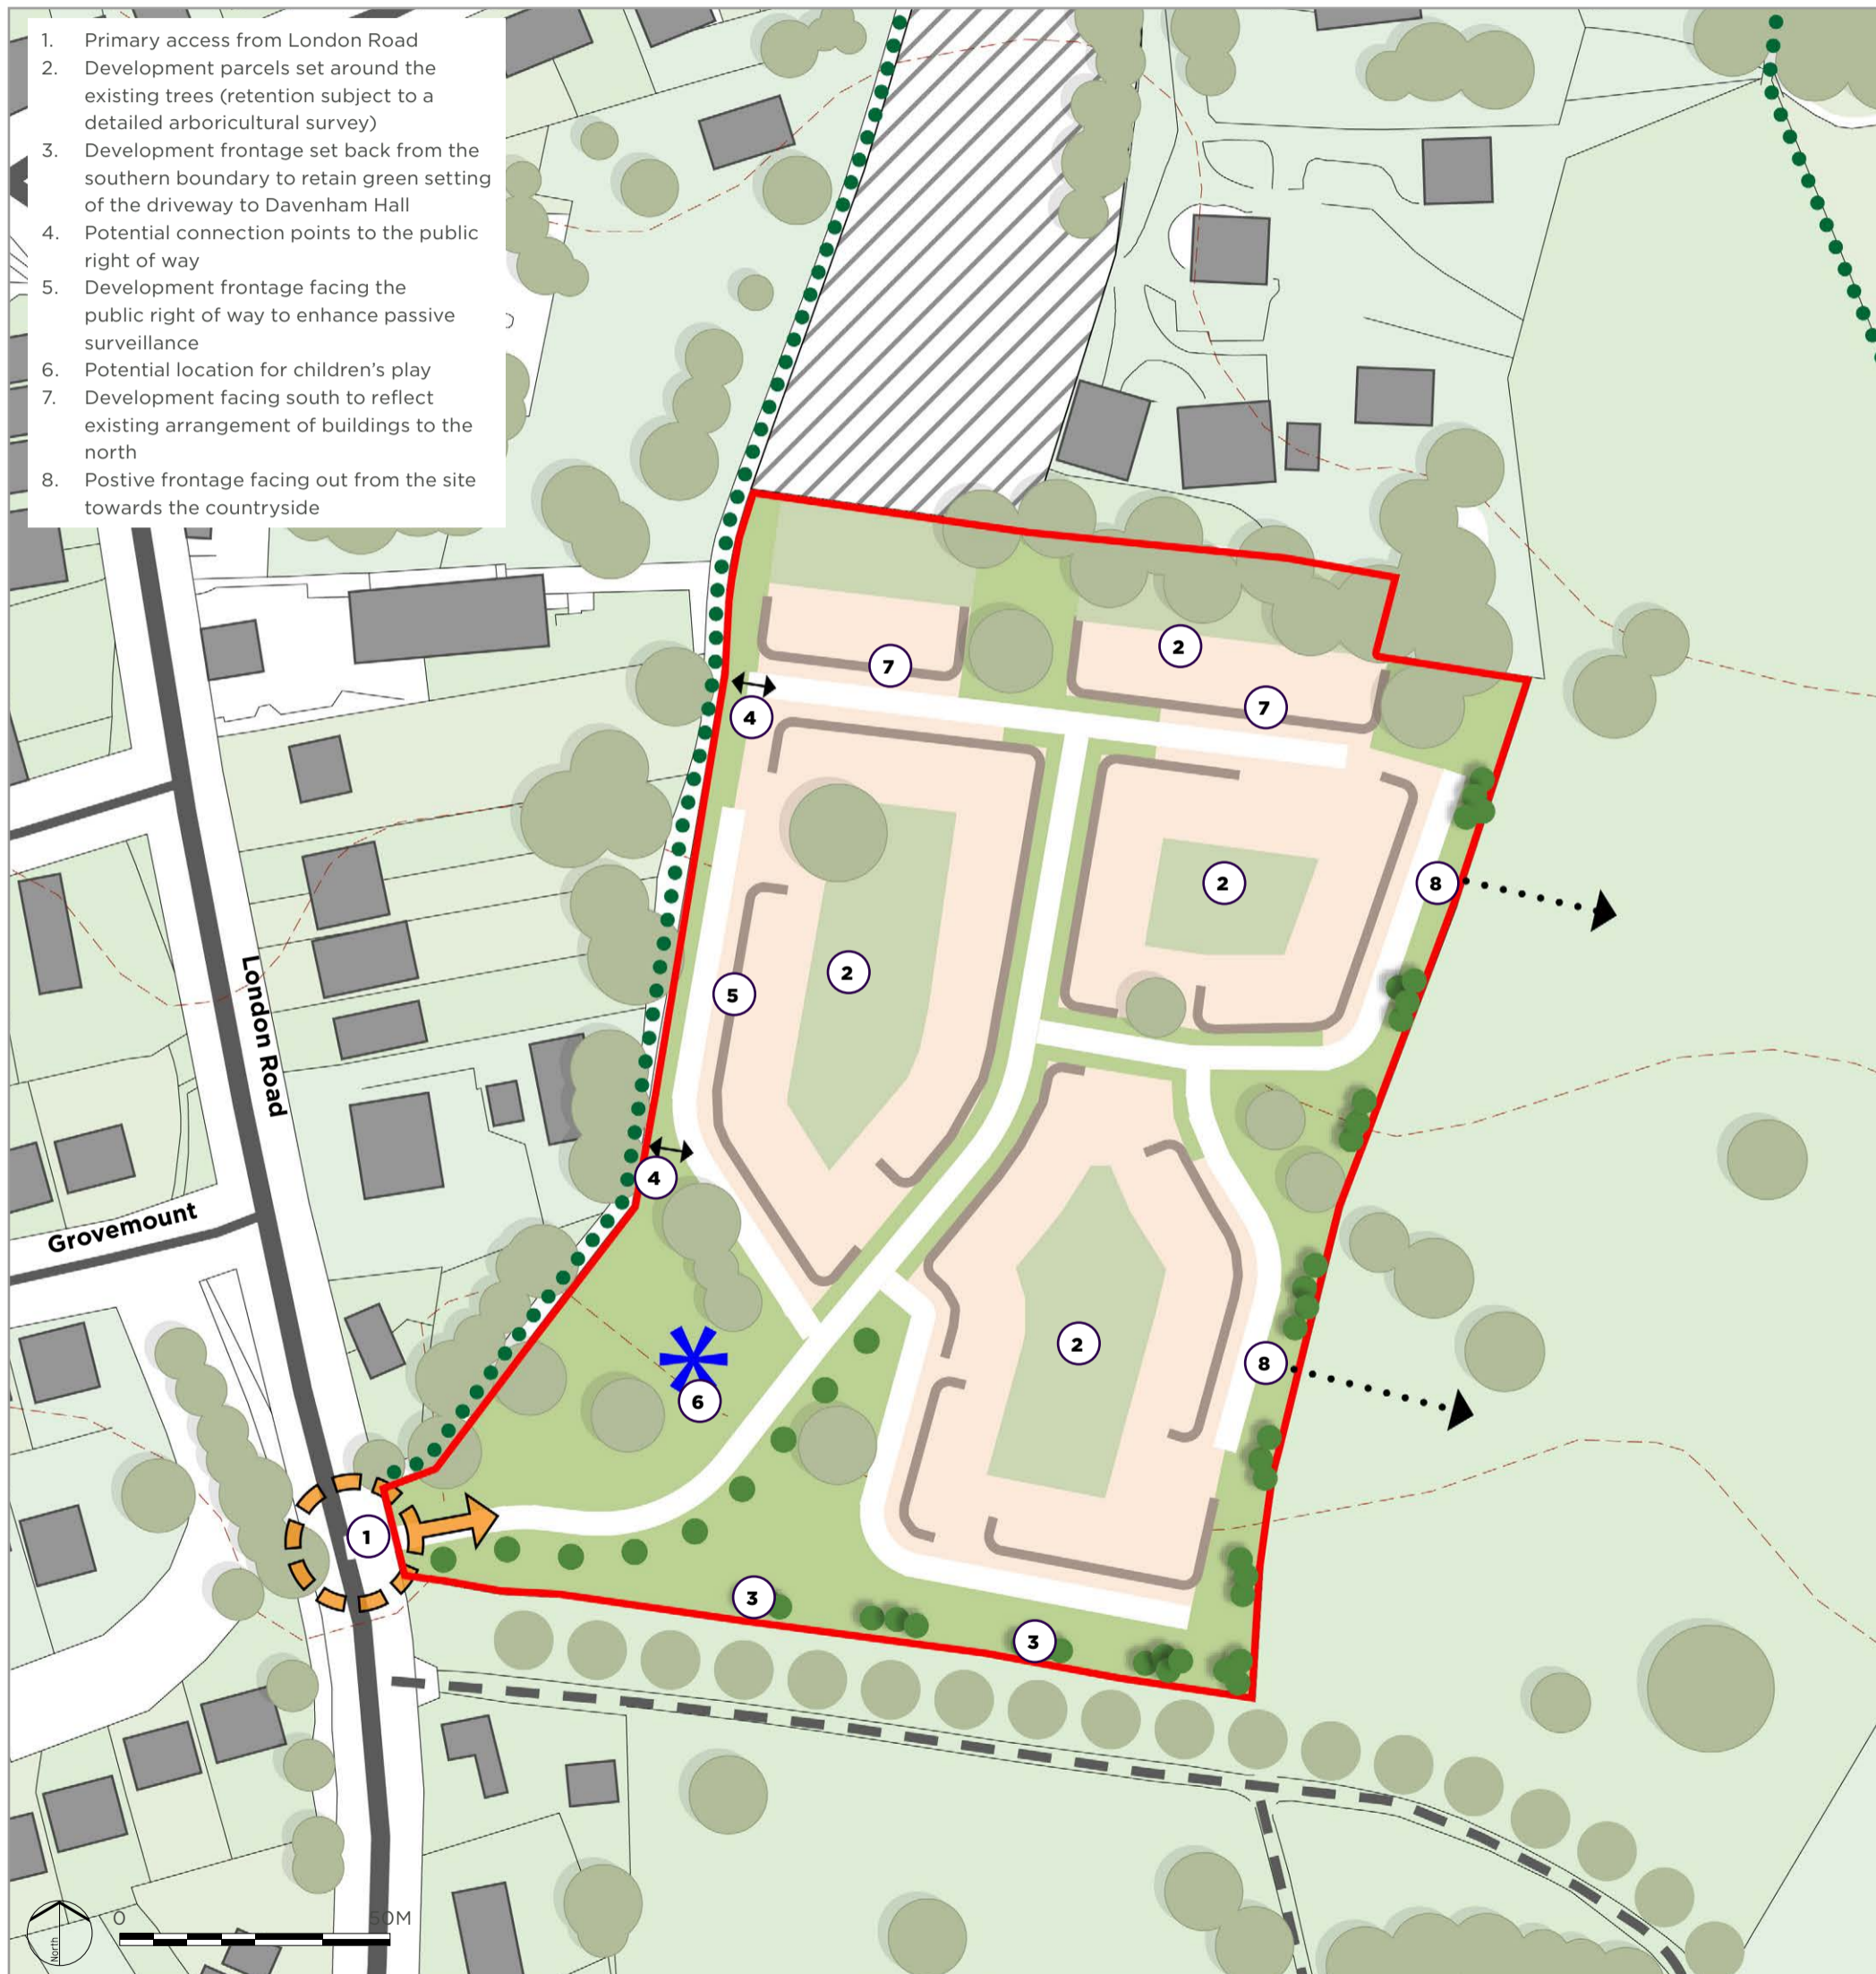 1. Primary access from London Road
2. Development parcels set around the
existing trees (retention subject to a
detailed arboricultural survey)
3. Development frontage set back from the
southern boundary to retain green setting
of the driveway to Davenham Hall
4. Potential connection points to the public
right of way
5. Development frontage facing the
public right of way to enhance passive
surveillance
6. Potential location for children's play
7. Development facing south to reflect
existing arrangement of buildings to the
north
8. Postive frontage facing out from the site
towards the countryside
2
7
7
4
2
8
2
5
London Road
4
Grovemount
2
8
6
1
3
3
0 50M
North